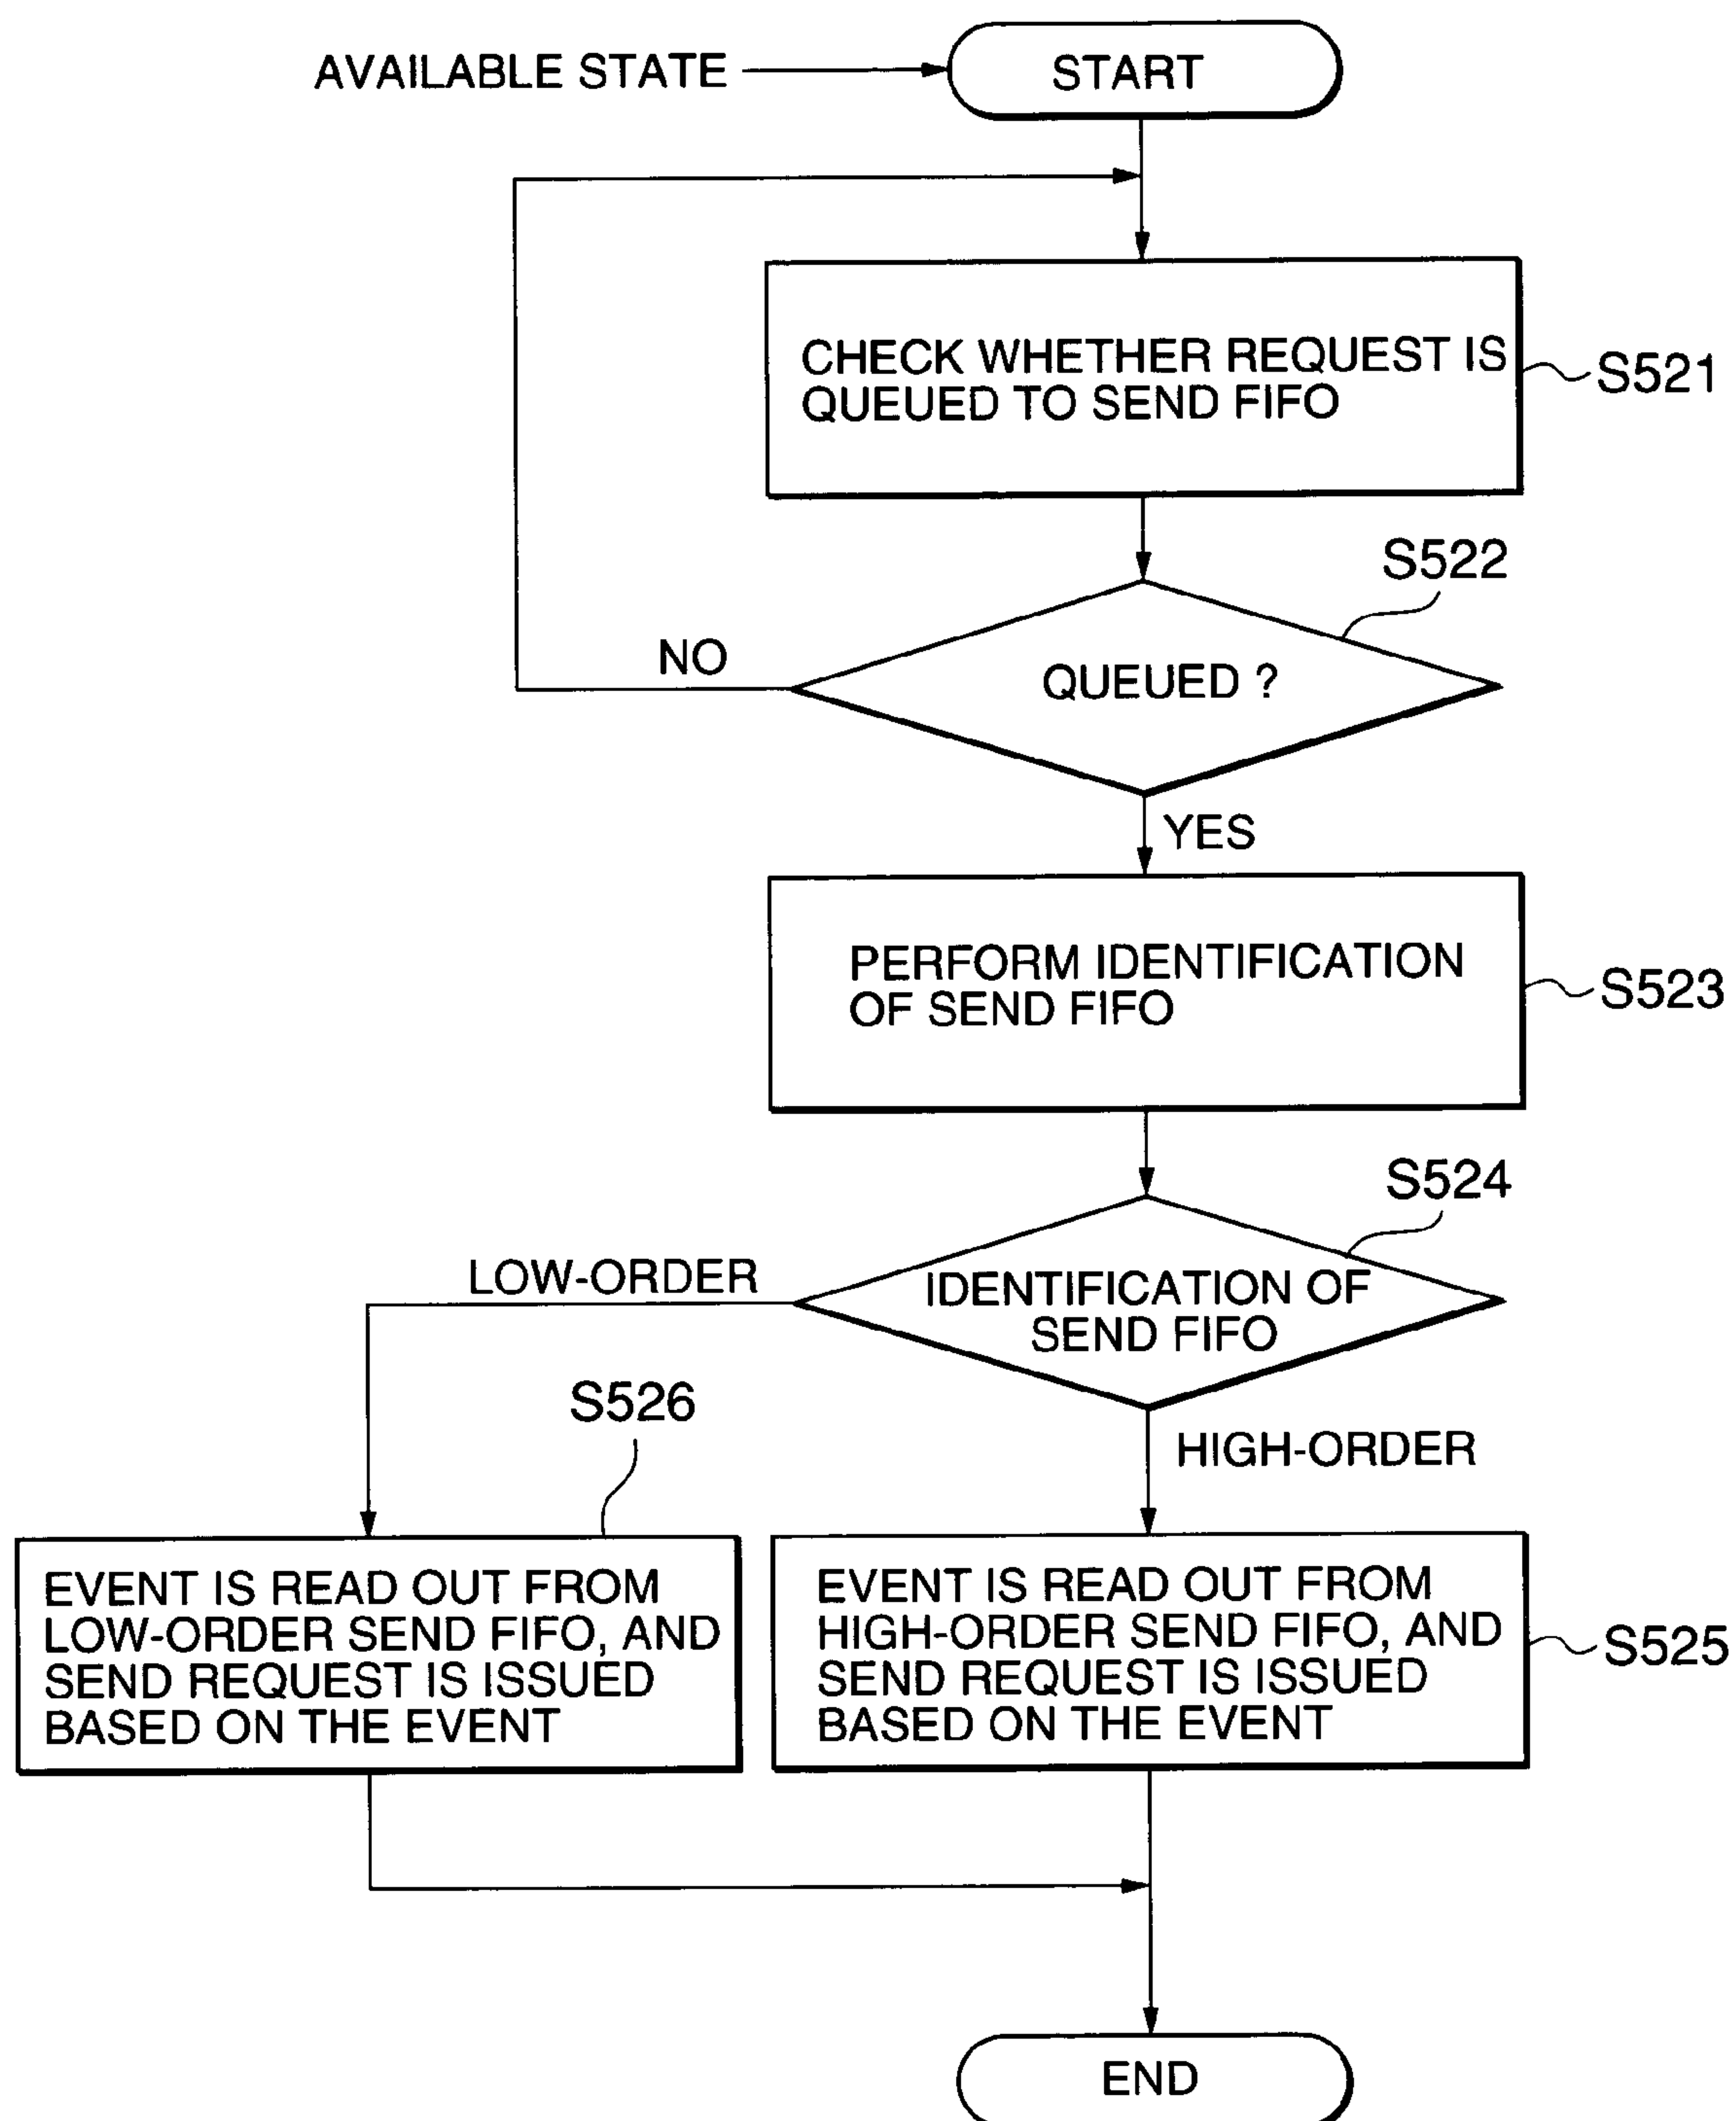 AVAILABLE STATE
START
CHECK WHETHER REQUEST IS
QUEUED TO SEND FIFO
S521
S522
NO
QUEUED ?
YES
PERFORM IDENTIFICATION
OF SEND FIFO
S523
S524
LOW-ORDER
IDENTIFICATION OF
SEND FIFO
S526
HIGH-ORDER
EVENT IS READ OUT FROM
LOW-ORDER SEND FIFO, AND
SEND REQUEST IS ISSUED
BASED ON THE EVENT
EVENT IS READ OUT FROM
HIGH-ORDER SEND FIFO, AND
SEND REQUEST IS ISSUED
BASED ON THE EVENT
S525
END